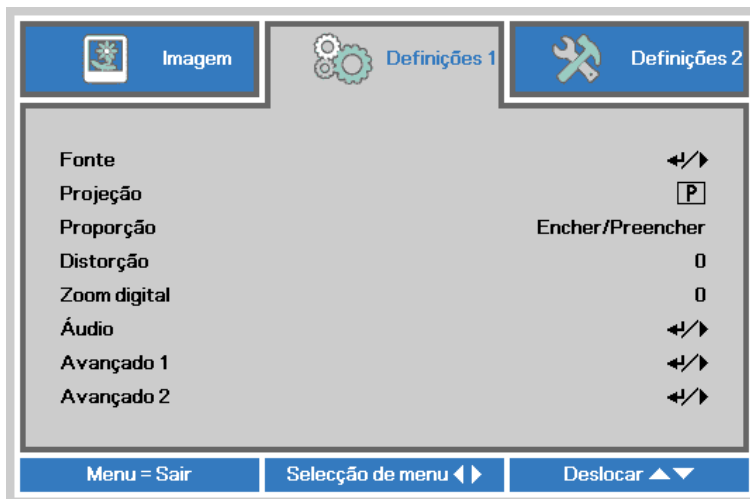 Imagem
Definições 1
Definições 2
Fonte
Projeção P
Proporção Encher/Preencher
Distorção 0
Zoom digital 0
Áudio
Avançado 1
Avançado 2
Menu = Sair
Selecção de menu
Deslocar